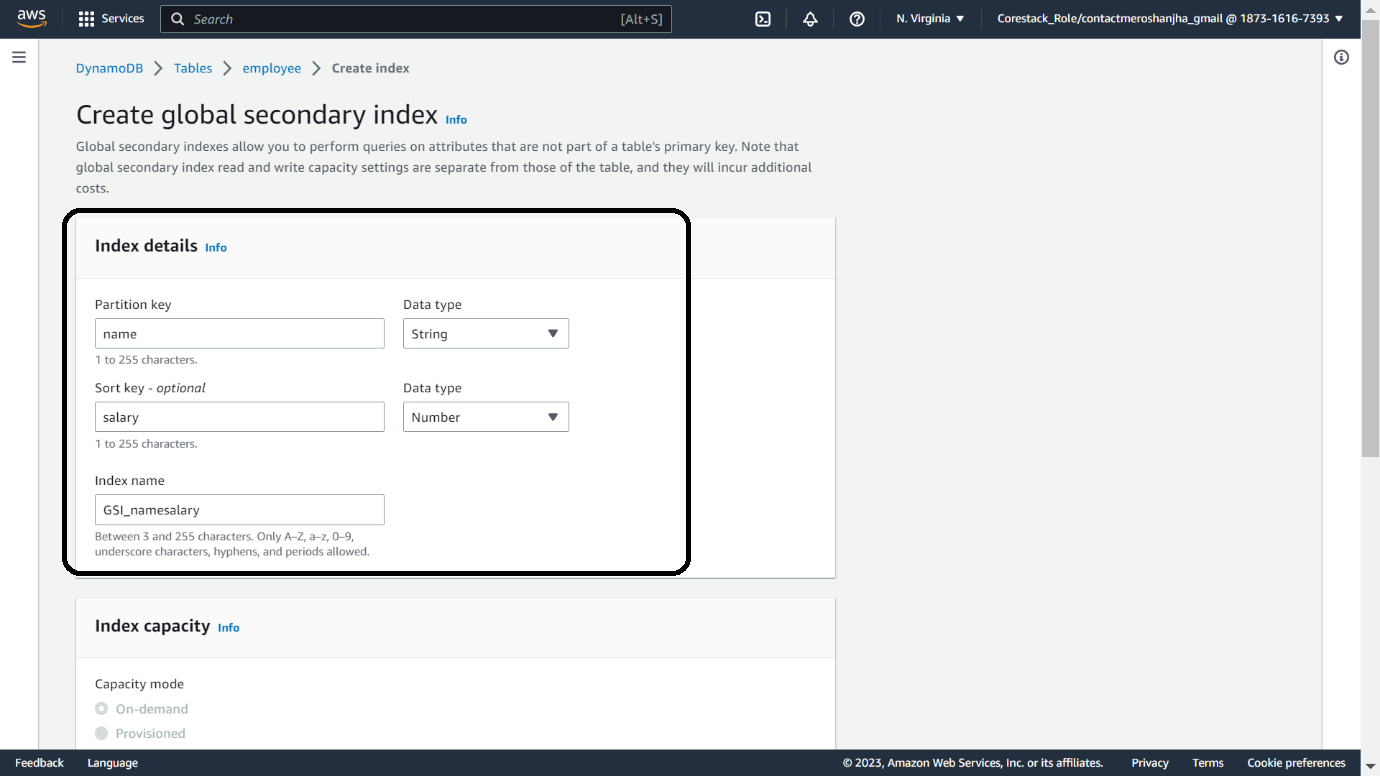 aws
Services
Search
[Alt+S]
N. Virginia
Corestack_Role/contactmeroshanjha_gmail @ 1873-1616-7393
DynamoDB
Tables
employee
Create index
Create global secondary index Info
Global secondary indexes allow you to perform queries on attributes that are not part of a table's primary key. Note that
global secondary index read and write capacity settings are separate from those of the table, and they will incur additional
costs.
Index details Info
Partition key
Data type
name
String
1 to 255 characters.
Sort key - optional
Data type
salary
Number
1 to 255 characters.
Index name
GSI_namesalary
Between 3 and 255 characters. Only A–Z, a–z, 0–9,
underscore characters, hyphens, and periods allowed.
Index capacity Info
Capacity mode
On-demand
Provisioned
Feedback
Language
© 2023, Amazon Web Services, Inc. or its affiliates.
Privacy
Terms
Cookie preferences